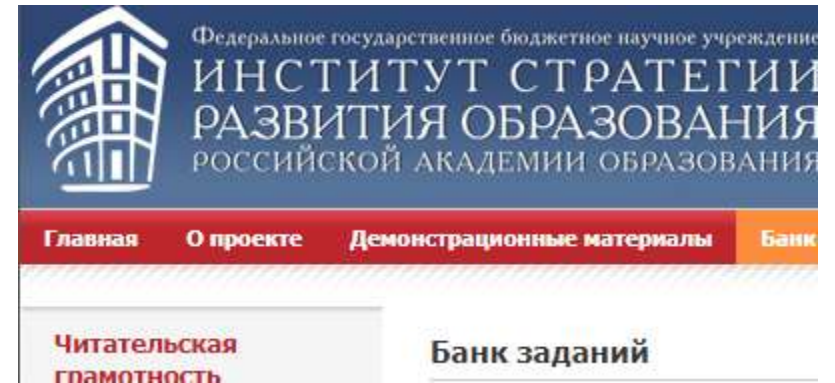 Федеральное государственное бюджетное научное учреждение
ИНСТИТУТ СТРАТЕГИИ
РАЗВИТИЯ ОБРАЗОВАНИЯ
РОССИЙСКОЙ АКАДЕМИИ ОБРАЗОВАНИЯ
Главная О проекте Демонстрационные материалы Банк
Читательская
грамотность
Банк заданий